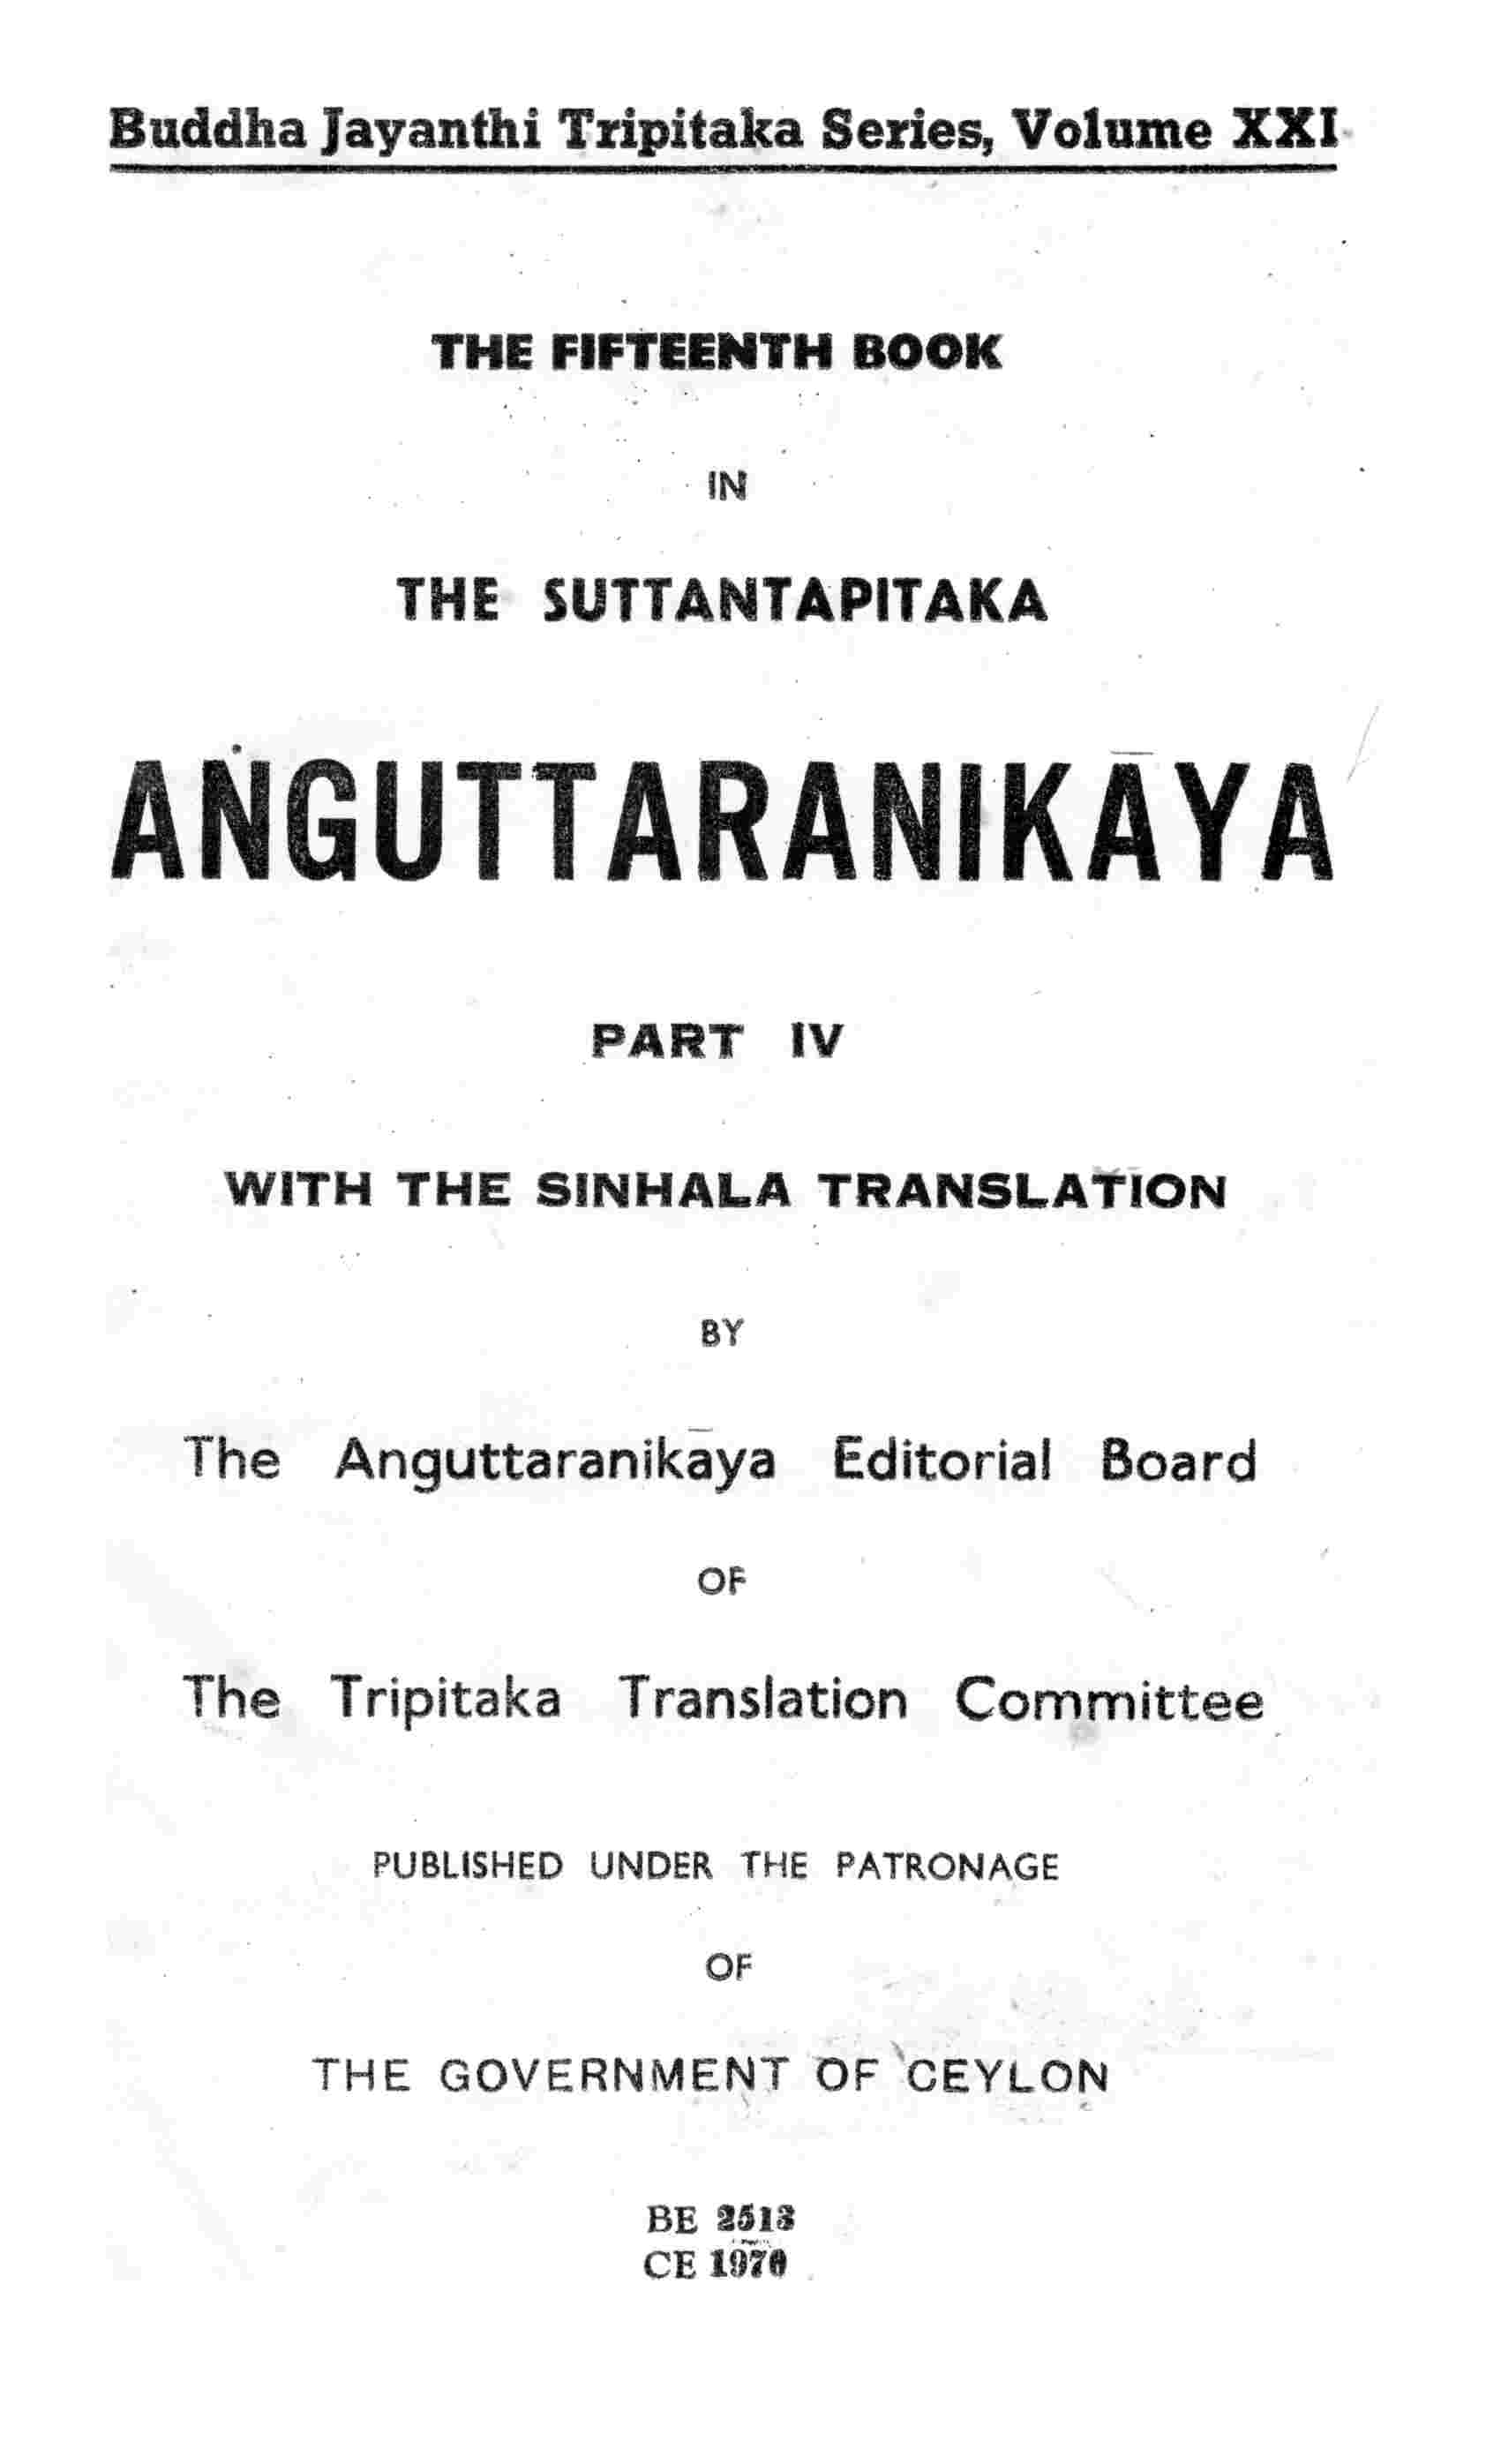 Buddha Jayanthi Tripitaka Series, Volume XXI
THE FIFTEENTH BOOK
IN
THE SUTTANTAPITAKA
AṄGUTTARANIKĀYA
PART IV
WITH THE SINHALA TRANSLATION
BY
The Anguttaranikāya Editorial Board
OF
The Tripitaka Translation Committee
PUBLISHED UNDER THE PATRONAGE
OF
THE GOVERNMENT OF CEYLON
BE 2513
CE 1970